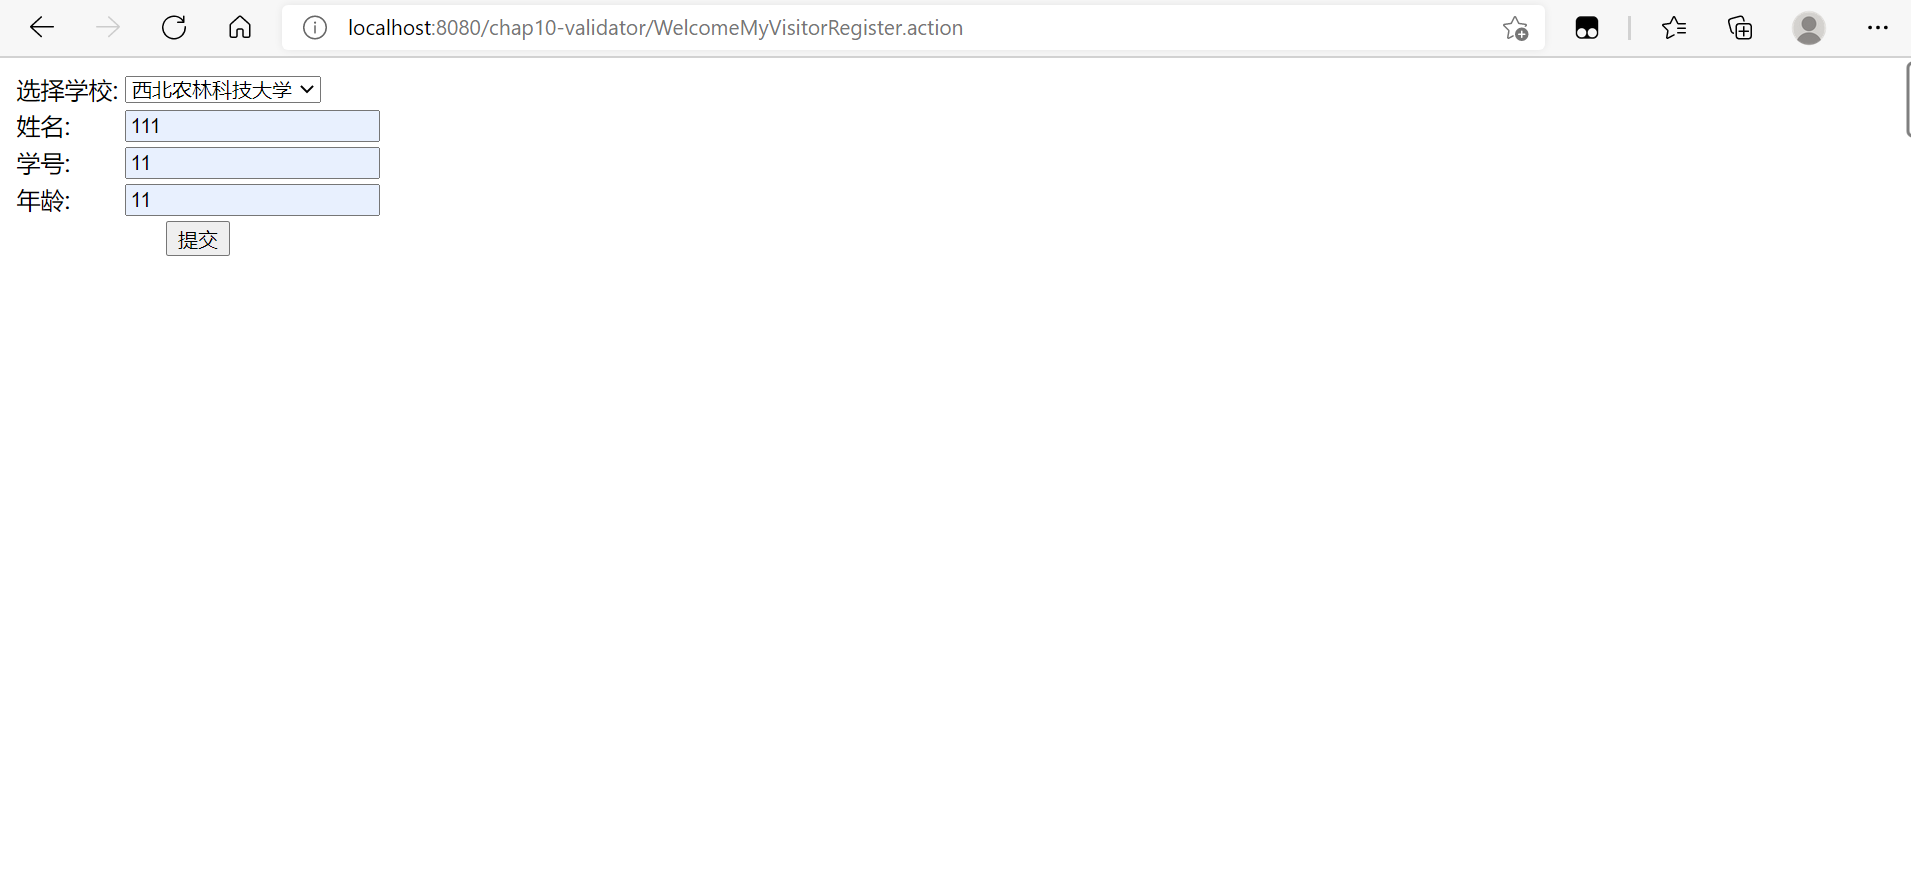 localhost:8080/chap10-validator/WelcomeMyVisitorRegister.action
选择学校: 西北农林科技大学
姓名: 111
学号: 11
年龄: 11
提交